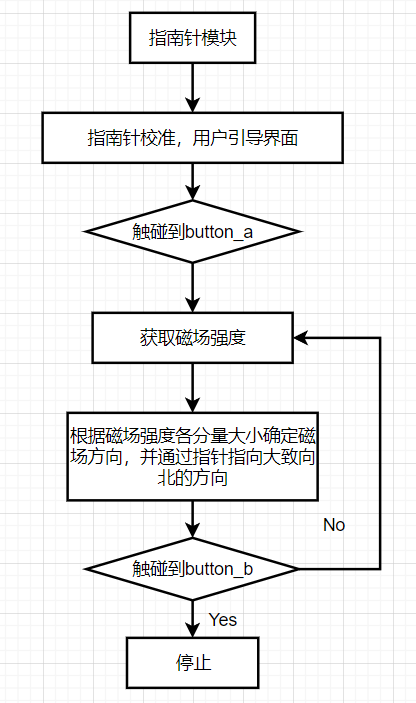 指南针模块
指南针校准，用户引导界面
触碰到button_a
获取磁场强度
根据磁场强度各分量大小确定磁
场方向，并通过指针指向大致向
北的方向
No
触碰到button_b
Yes
停止